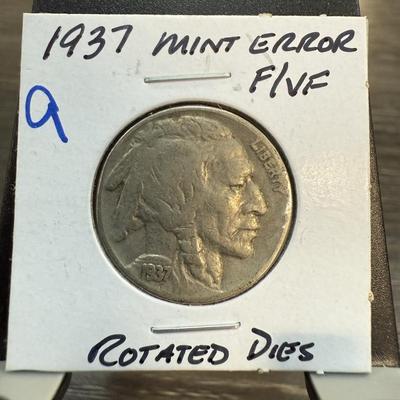 1937 MINT ERROR
F/VF
9
LIBERTY
1937
ROTATED DIES